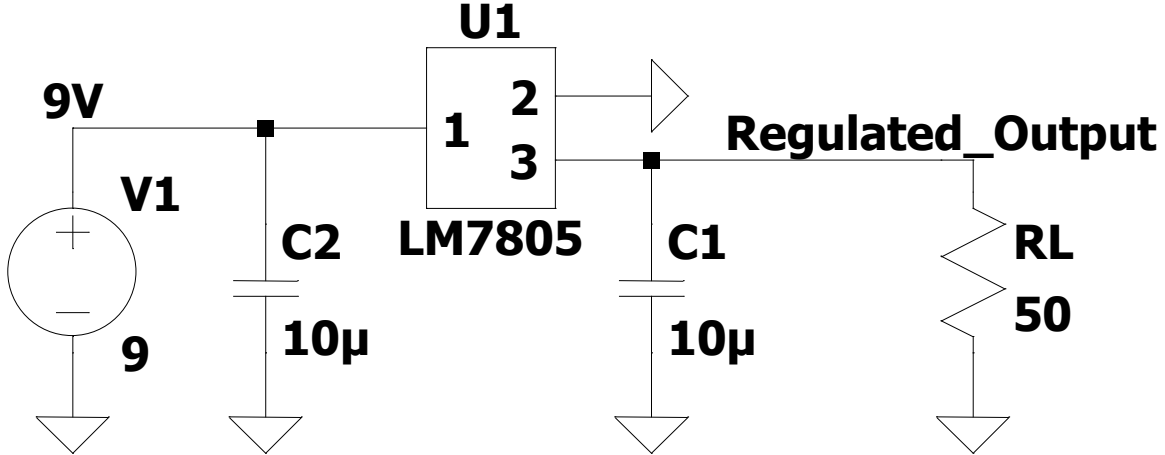 U1
9V
2
1
Regulated_Output
3
V1
LM7805
C2
C1
RL
10µ
10µ
50
9